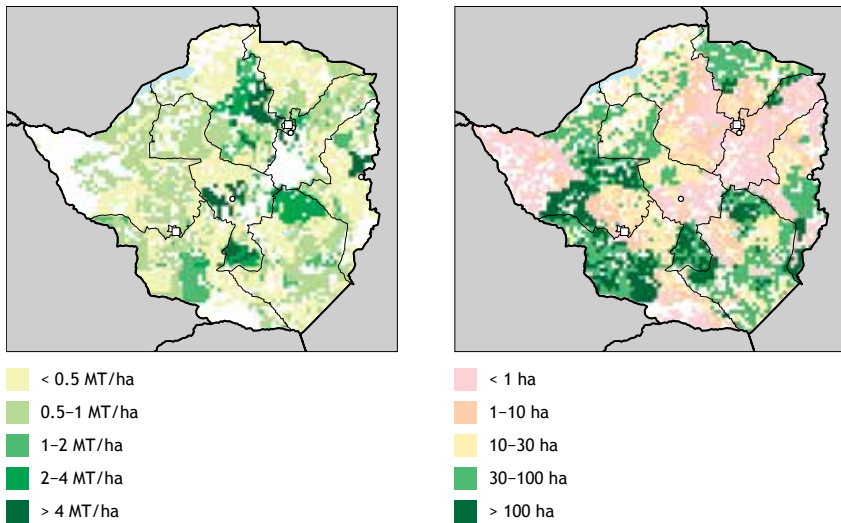 < 0.5 MT/ha
0.5–1 MT/ha
1–2 MT/ha
2–4 MT/ha
> 4 MT/ha
< 1 ha
1–10 ha
10–30 ha
30–100 ha
> 100 ha